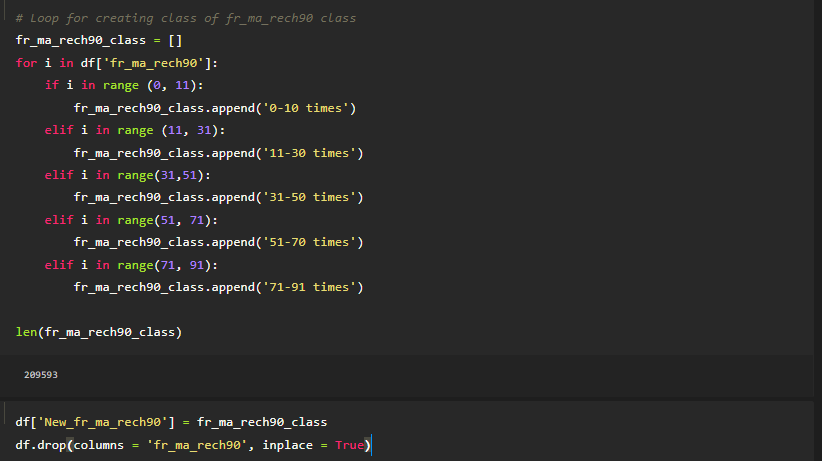 # Loop for creating class of fr_ma_rech90 class
fr_ma_rech90_class = []
for i in df['fr_ma_rech90']:
    if i in range (0, 11):
        fr_ma_rech90_class.append('0-10 times')
    elif i in range (11, 31):
        fr_ma_rech90_class.append('11-30 times')
    elif i in range(31,51):
        fr_ma_rech90_class.append('31-50 times')
    elif i in range(51, 71):
        fr_ma_rech90_class.append('51-70 times')
    elif i in range(71, 91):
        fr_ma_rech90_class.append('71-91 times')
len(fr_ma_rech90_class)
209593
df['New_fr_ma_rech90'] = fr_ma_rech90_class
df.drop(columns = 'fr_ma_rech90', inplace = True)